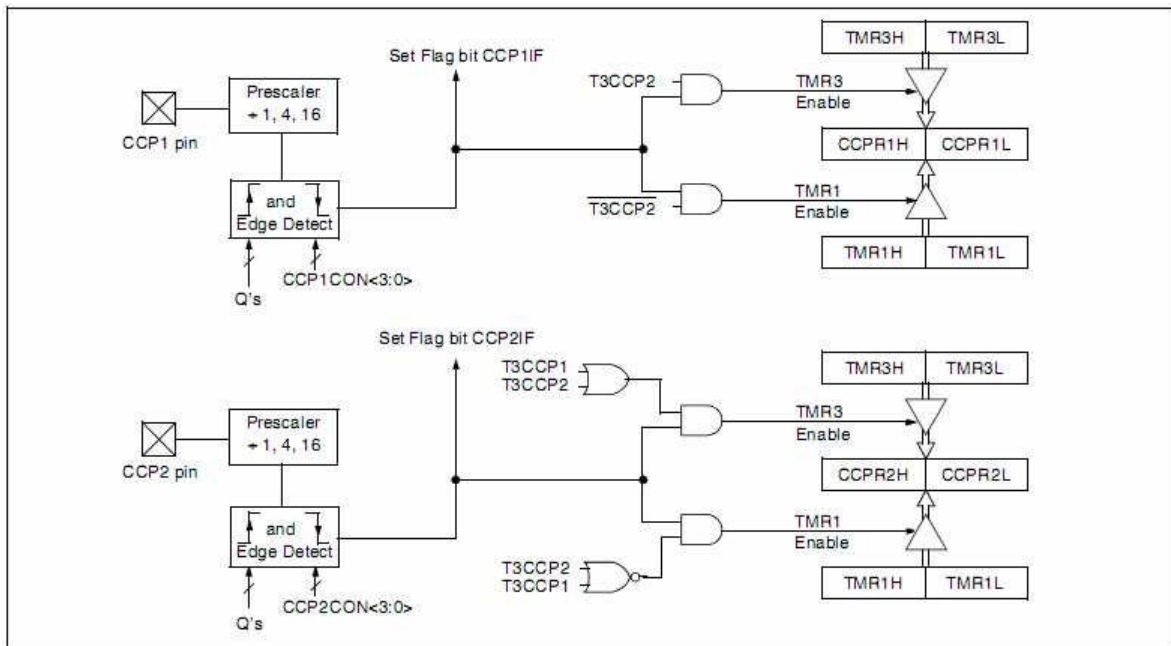 TMR3H TMR3L
Set Flag bit CCP1IF
T3CCP2
TMR3
Enable
Prescaler
÷ 1, 4, 16
CCP1 pin
CCPR1H CCPR1L
and
Edge Detect
T3CCP2
TMR1
Enable
TMR1H TMR1L
CCP1CON<3:0>
Q's
Set Flag bit CCP2IF
TMR3H TMR3L
T3CCP1
T3CCP2
TMR3
Enable
Prescaler
÷ 1, 4, 16
CCP2 pin
CCPR2H CCPR2L
and
Edge Detect
TMR1
Enable
T3CCP2
T3CCP1
TMR1H TMR1L
CCP2CON<3:0>
Q's